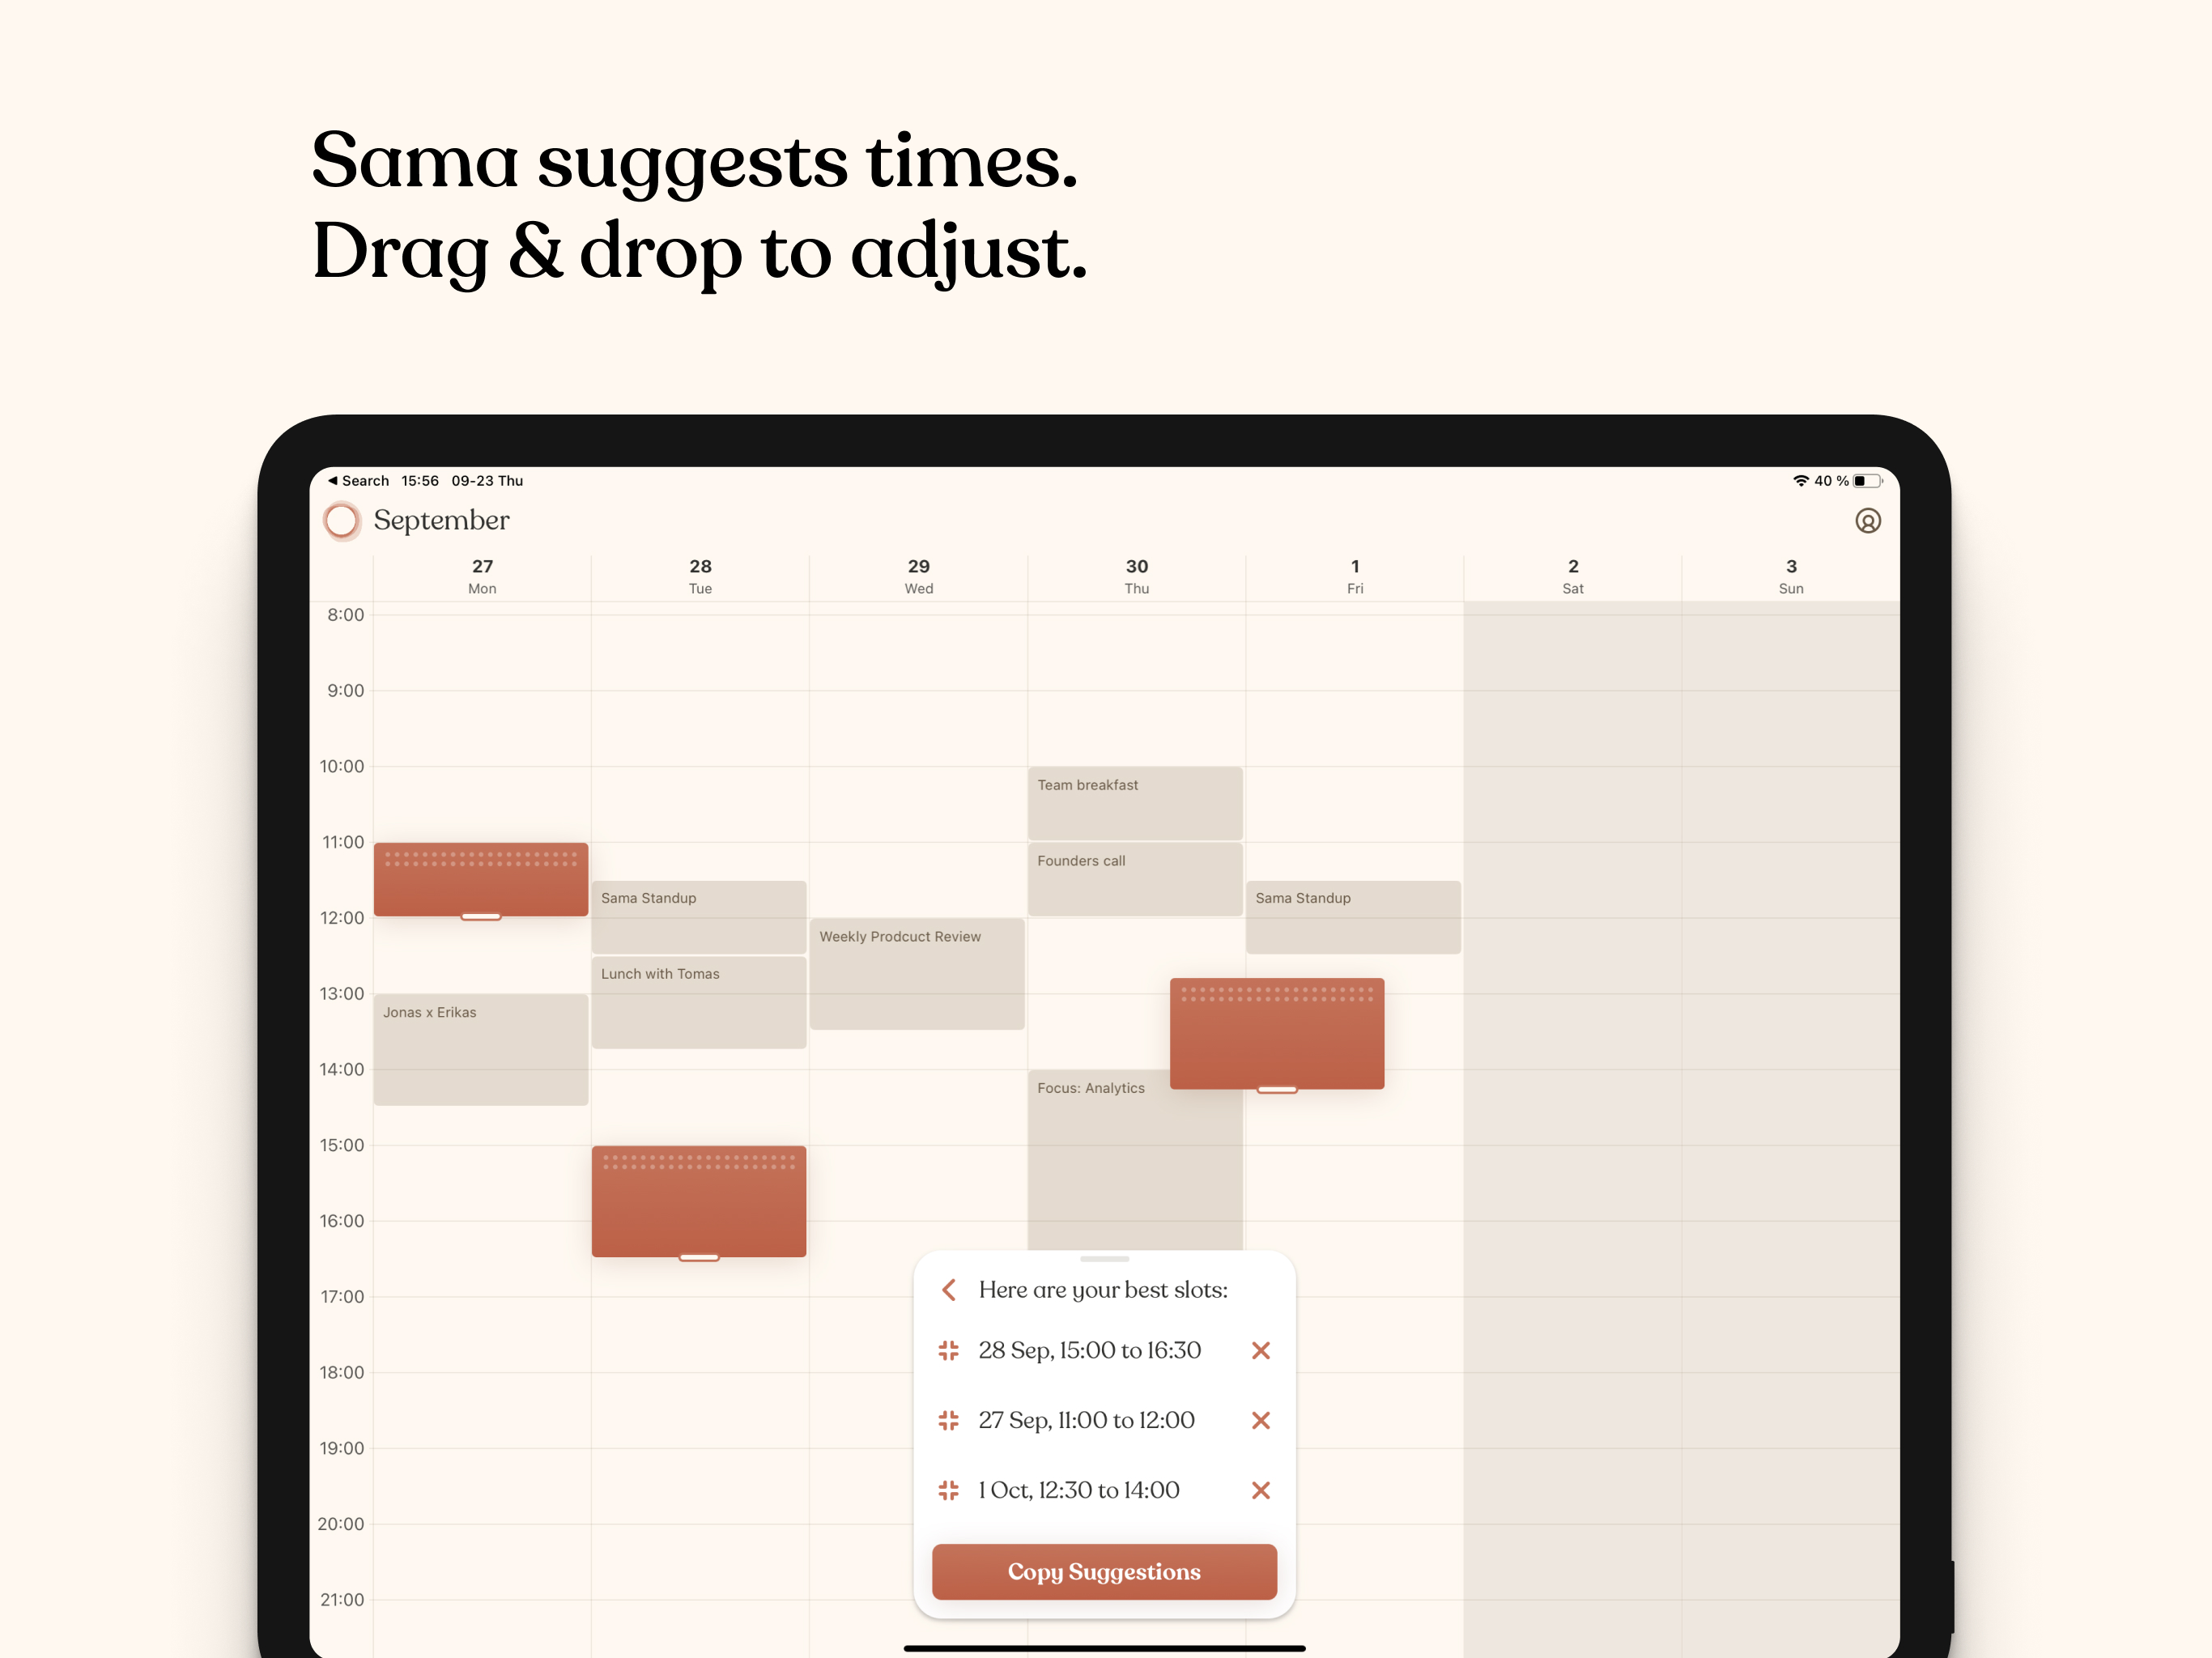 Sama suggests times.
Drag & drop to adjust.
Search 15:56 09-23 Thu
40 %
September
27 28 29 30 1 2 3
Mon Tue Wed Thu Fri Sat Sun
8:00
9:00
10:00
Team breakfast
11:00
Founders call
Sama Standup
Sama Standup
12:00
Weekly Prodcuct Review
Lunch with Tomas
13:00
Jonas x Erikas
14:00
Focus: Analytics
15:00
16:00
17:00
18:00
19:00
20:00
21:00
Here are your best slots:
28 Sep, 15:00 to 16:30
27 Sep, 11:00 to 12:00
1 Oct, 12:30 to 14:00
Copy Suggestions